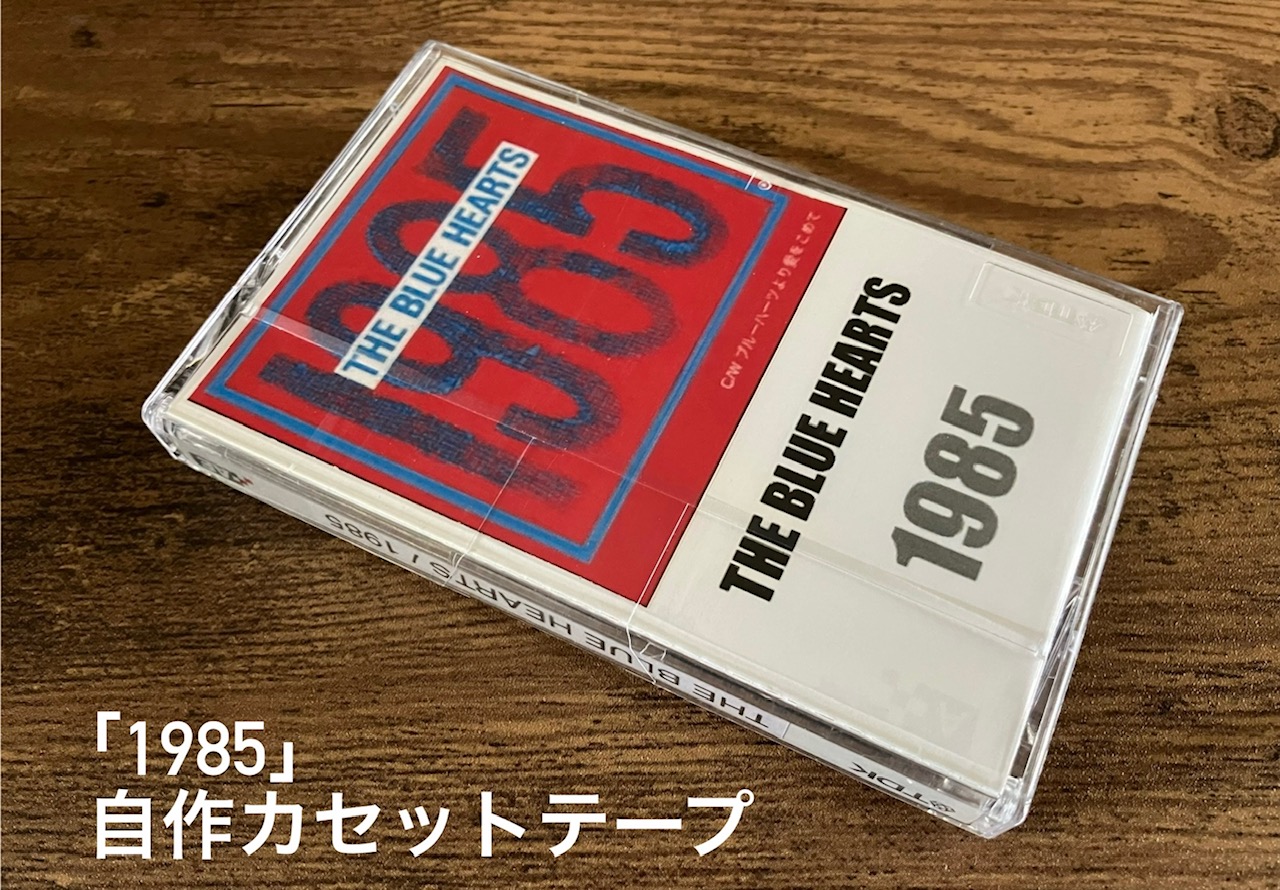 1985
THE BLUE HEARTS
C/W ブルーハーツより愛をこめて
THE BLUE HEARTS
1985
THE BLUE HEARTS / 1985
TDK
「1985」
自作カセットテープ